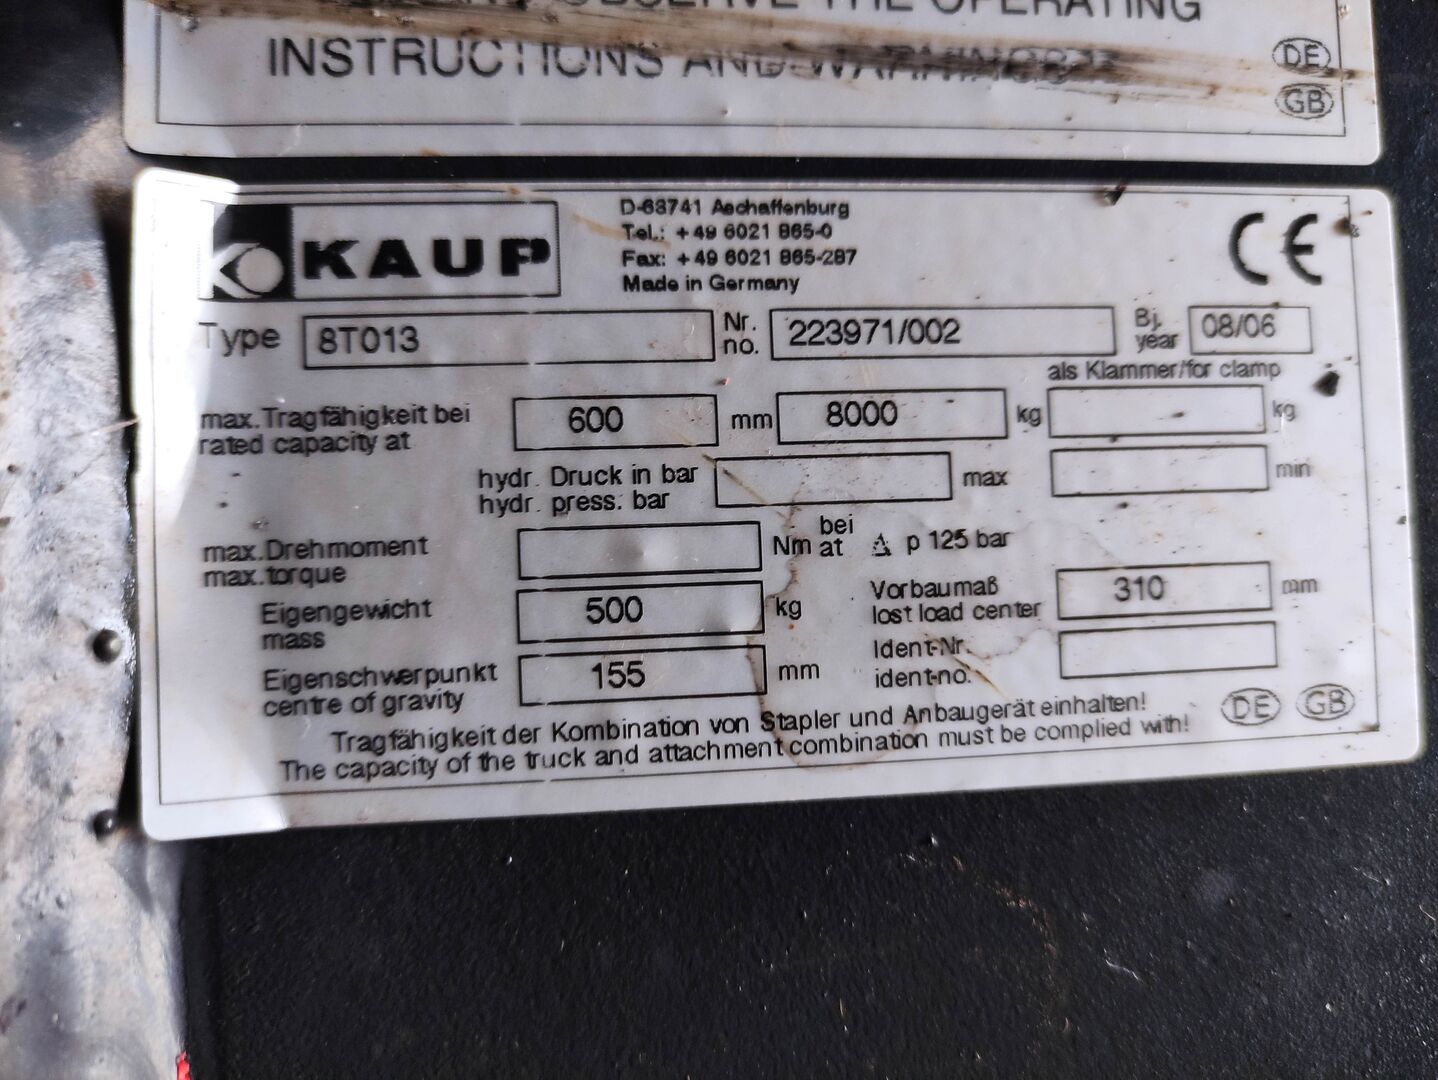 OBSERVE THE OPERATING
INSTRUCTIONS AND WARNINGS
DE
GB
KAUP
D-63741 Aschaffenburg
Tel.: +49 6021 865-0
Fax: +49 6021 865-287
Made in Germany
CE
Type 8T013 Nr. no. 223971/002 Bj. year 08/06
als Klammer/for clamp
max.Tragfähigkeit bei
rated capacity at 600 mm 8000 kg kg
hydr. Druck in bar
hydr. press. bar max min
max.Drehmoment
max.torque Nm bei at Δ p 125 bar
Eigengewicht
mass 500 kg
Vorbaumaß
lost load center 310 mm
Eigenschwerpunkt
centre of gravity 155 mm
Ident-Nr.
ident-no.
Tragfähigkeit der Kombination von Stapler und Anbaugerät einhalten!
The capacity of the truck and attachment combination must be complied with!
DE GB